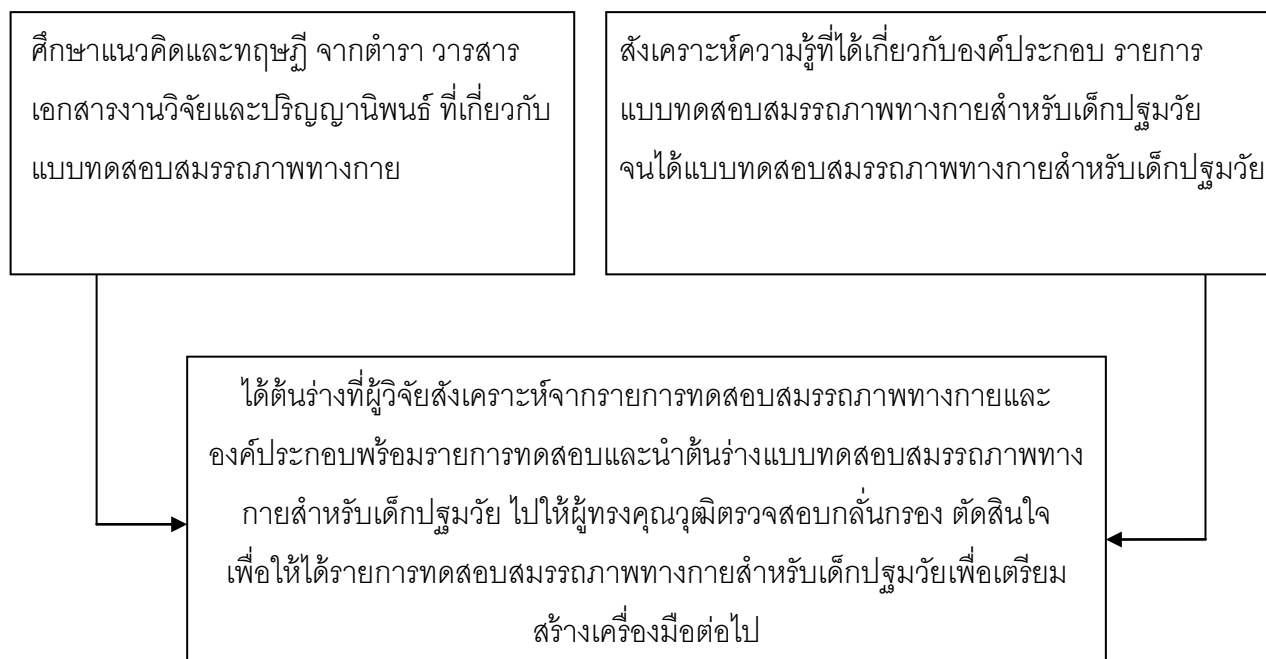 ศึกษาแนวคิดและทฤษฎี จากตำรา วารสาร
เอกสารงานวิจัยและปริญญานิพนธ์ ที่เกี่ยวกับ
แบบทดสอบสมรรถภาพทางกาย
สังเคราะห์ความรู้ที่ได้เกี่ยวกับองค์ประกอบ รายการ
แบบทดสอบสมรรถภาพทางกายสำหรับเด็กปฐมวัย
จนได้แบบทดสอบสมรรถภาพทางกายสำหรับเด็กปฐมวัย
ได้ต้นร่างที่ผู้วิจัยสังเคราะห์จากรายการทดสอบสมรรถภาพทางกายและ
องค์ประกอบพร้อมรายการทดสอบและนำต้นร่างแบบทดสอบสมรรถภาพทาง
กายสำหรับเด็กปฐมวัย ไปให้ผู้ทรงคุณวุฒิตรวจสอบกลั่นกรอง ตัดสินใจ
เพื่อให้ได้รายการทดสอบสมรรถภาพทางกายสำหรับเด็กปฐมวัยเพื่อเตรียม
สร้างเครื่องมือต่อไป